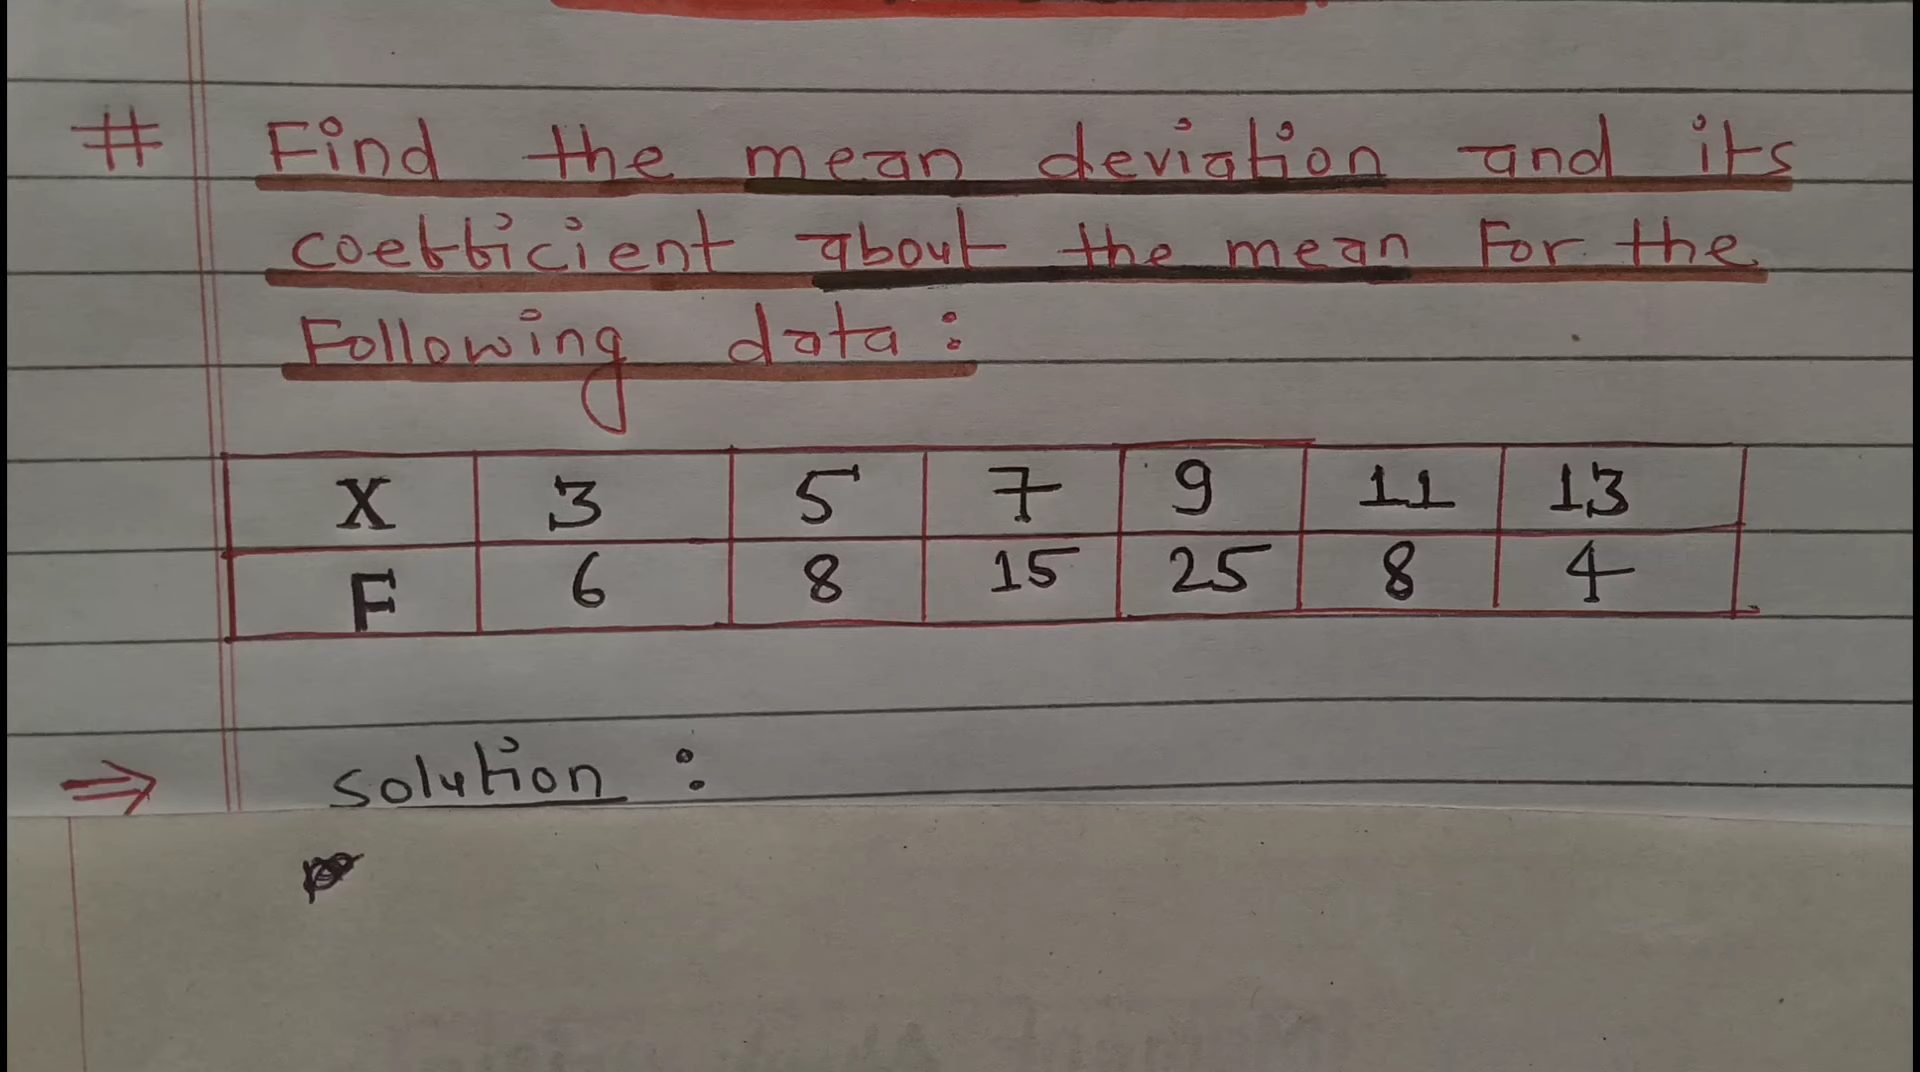 # Find the mean deviation and its
coefficient about the mean For the
Following data:
X 3 5 7 9 11 13
F 6 8 15 25 8 4
⇒ solution :